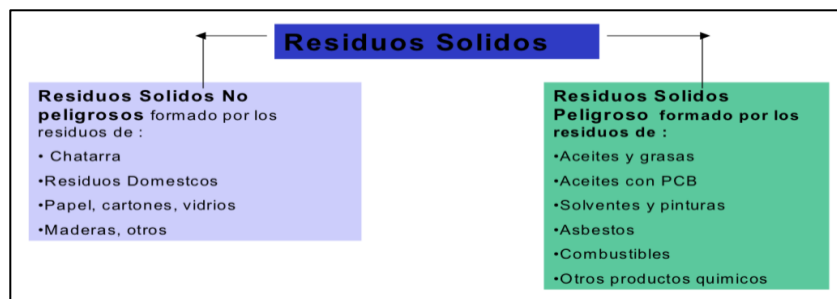 Residuos Solidos
Residuos Solidos No
peligrosos formado por los
residuos de :
• Chatarra
•Residuos Domestcos
•Papel, cartones, vidrios
•Maderas, otros
Residuos Solidos
Peligroso formado por los
residuos de :
•Aceites y grasas
•Aceites con PCB
•Solventes y pinturas
•Asbestos
•Combustibles
•Otros productos quimicos